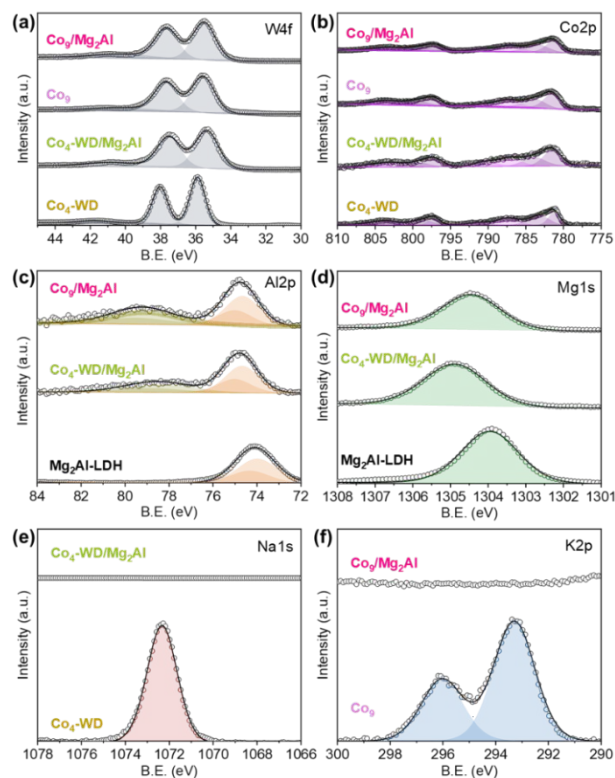 (a) W4f
Co₉/Mg₂Al
Co₉
Co₄-WD/Mg₂Al
Co₄-WD
Intensity (a.u.)
44 42 40 38 36 34 32 30
B.E. (eV)
(b) Co2p
Co₉/Mg₂Al
Co₉
Co₄-WD/Mg₂Al
Co₄-WD
Intensity (a.u.)
810 805 800 795 790 785 780 775
B.E. (eV)
(c) Al2p
Co₉/Mg₂Al
Co₄-WD/Mg₂Al
Mg₂Al-LDH
Intensity (a.u.)
84 82 80 78 76 74 72
B.E. (eV)
(d) Mg1s
Co₉/Mg₂Al
Co₄-WD/Mg₂Al
Mg₂Al-LDH
Intensity (a.u.)
1308 1307 1306 1305 1304 1303 1302 1301
B.E. (eV)
(e) Na1s
Co₄-WD/Mg₂Al
Co₄-WD
Intensity (a.u.)
1078 1076 1074 1072 1070 1068 1066
B.E. (eV)
(f) K2p
Co₉/Mg₂Al
Co₉
Intensity (a.u.)
300 298 296 294 292 290
B.E. (eV)